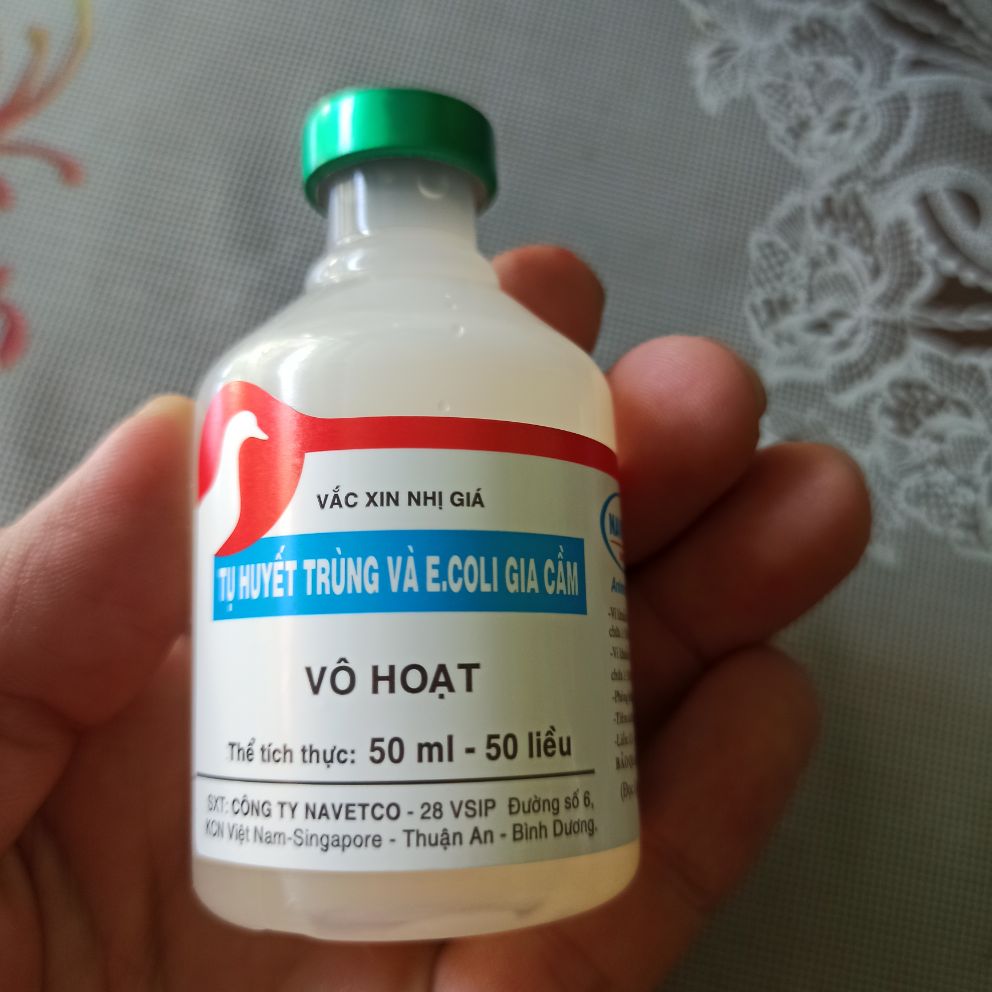 VẮC XIN NHỊ GIÁ
TỤ HUYẾT TRÙNG VÀ E.COLI GIA CẦM
VÔ HOẠT
Thể tích thực: 50 ml - 50 liều
SXT: CÔNG TY NAVETCO - 28 VSIP Đường số 6,
KCN Việt Nam-Singapore - Thuận An - Bình Dương.